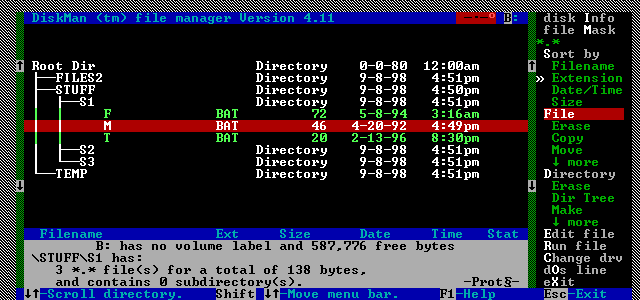 DiskMan (tm) file manager Version 4.11 B:
Root Dir Directory 0-0-80 12:00am
FILES2 Directory 9-8-98 4:51pm
STUFF Directory 9-8-98 4:50pm
S1 Directory 9-8-98 4:51pm
F BAT 72 5-8-94 3:16am
M BAT 46 4-20-92 4:49pm
T BAT 20 2-13-96 8:30pm
S2 Directory 9-8-98 4:51pm
S3 Directory 9-8-98 4:51pm
TEMP Directory 9-8-98 4:51pm
Filename Ext Size Date Time Stat
B: has no volume label and 587,776 free bytes
\STUFF\S1 has:
3 *.* file(s) for a total of 138 bytes,
and contains 0 subdirectory(s). —Prot§—
↓↑—Scroll directory. Shift ↓↑—Move menu bar. F1—Help Esc—Exit
disk Info
file Mask
*.*
Sort by
Filename
» Extension
Date/Time
Size
File
Erase
Copy
Move
↓ more
Directory
Erase
Dir Tree
Make
↓ more
Edit file
Run file
Change drv
dOs line
eXit